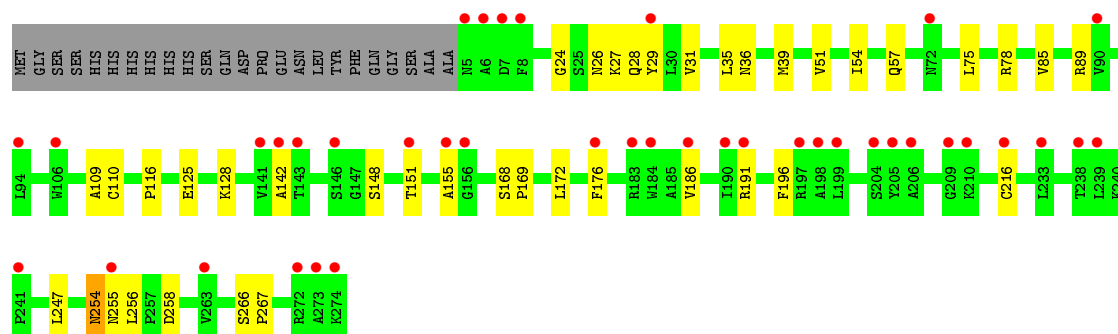 MET GLY SER SER HIS HIS HIS HIS HIS HIS SER GLN ASP PRO GLU ASN LEU TYR PHE GLN GLY SER ALA ALA N5 A6 D7 F8 G24 S25 N26 K27 Q28 Y29 L30 V31 L35 N36 M39 V51 I54 Q57 N72 L75 R78 V85 R89 V90
L94 W106 A109 C110 P116 E125 K128 V141 A142 T143 S146 G147 S148 T151 A155 G156 S168 P169 L172 F176 R183 W184 A185 V186 I190 R191 F196 R197 A198 L199 S204 Y205 A206 G209 K210 C216 L233 T238 L239 K240
P241 L247 N254 N255 L256 P257 D258 V263 S266 P267 R272 A273 K274